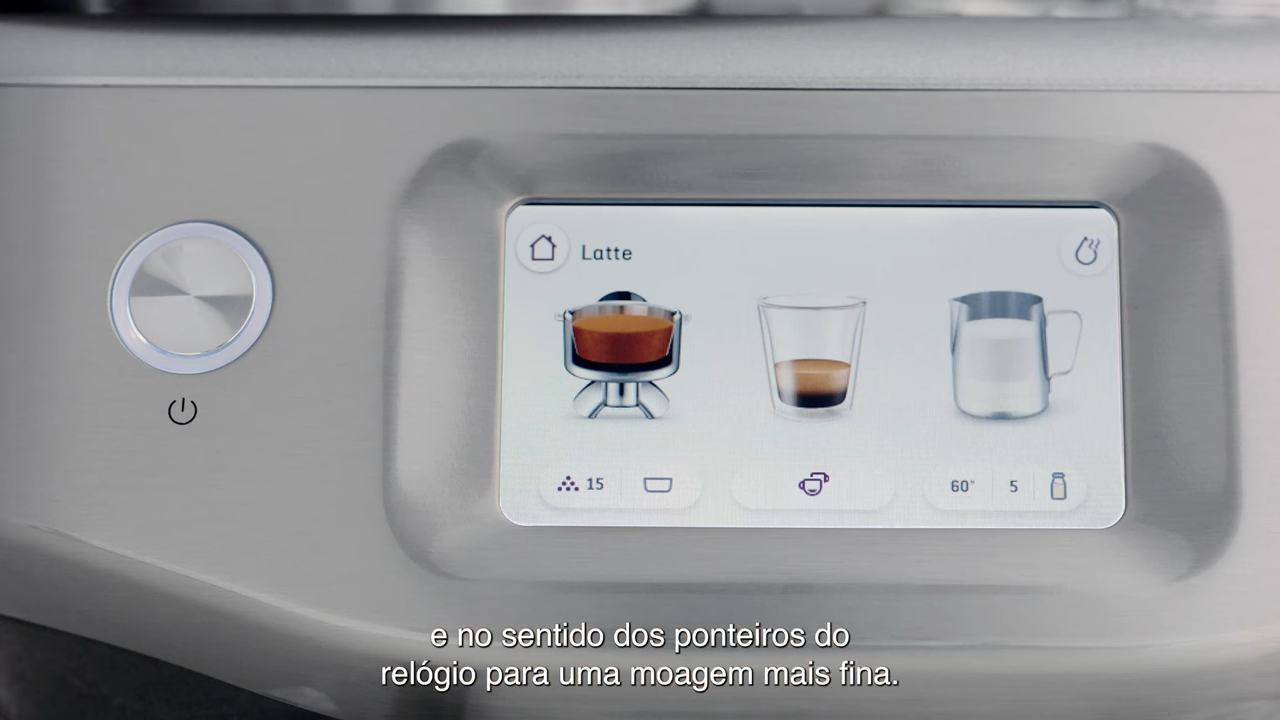 Latte
15
60°
5
e no sentido dos ponteiros do
relógio para uma moagem mais fina.